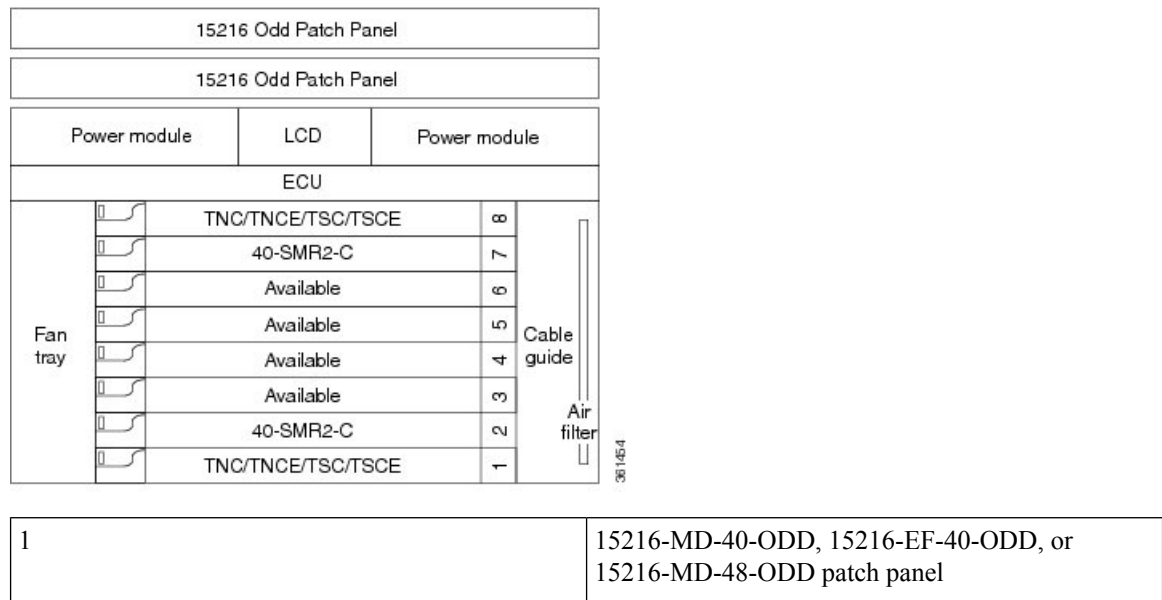 15216 Odd Patch Panel
15216 Odd Patch Panel
Power module LCD Power module
ECU
TNC/TNCE/TSC/TSCE 8
40-SMR2-C 7
Available 6
Available 5
Available 4
Available 3
40-SMR2-C 2
TNC/TNCE/TSC/TSCE 1
Fan
tray
Cable
guide
Air
filter
361454
1 15216-MD-40-ODD, 15216-EF-40-ODD, or
15216-MD-48-ODD patch panel